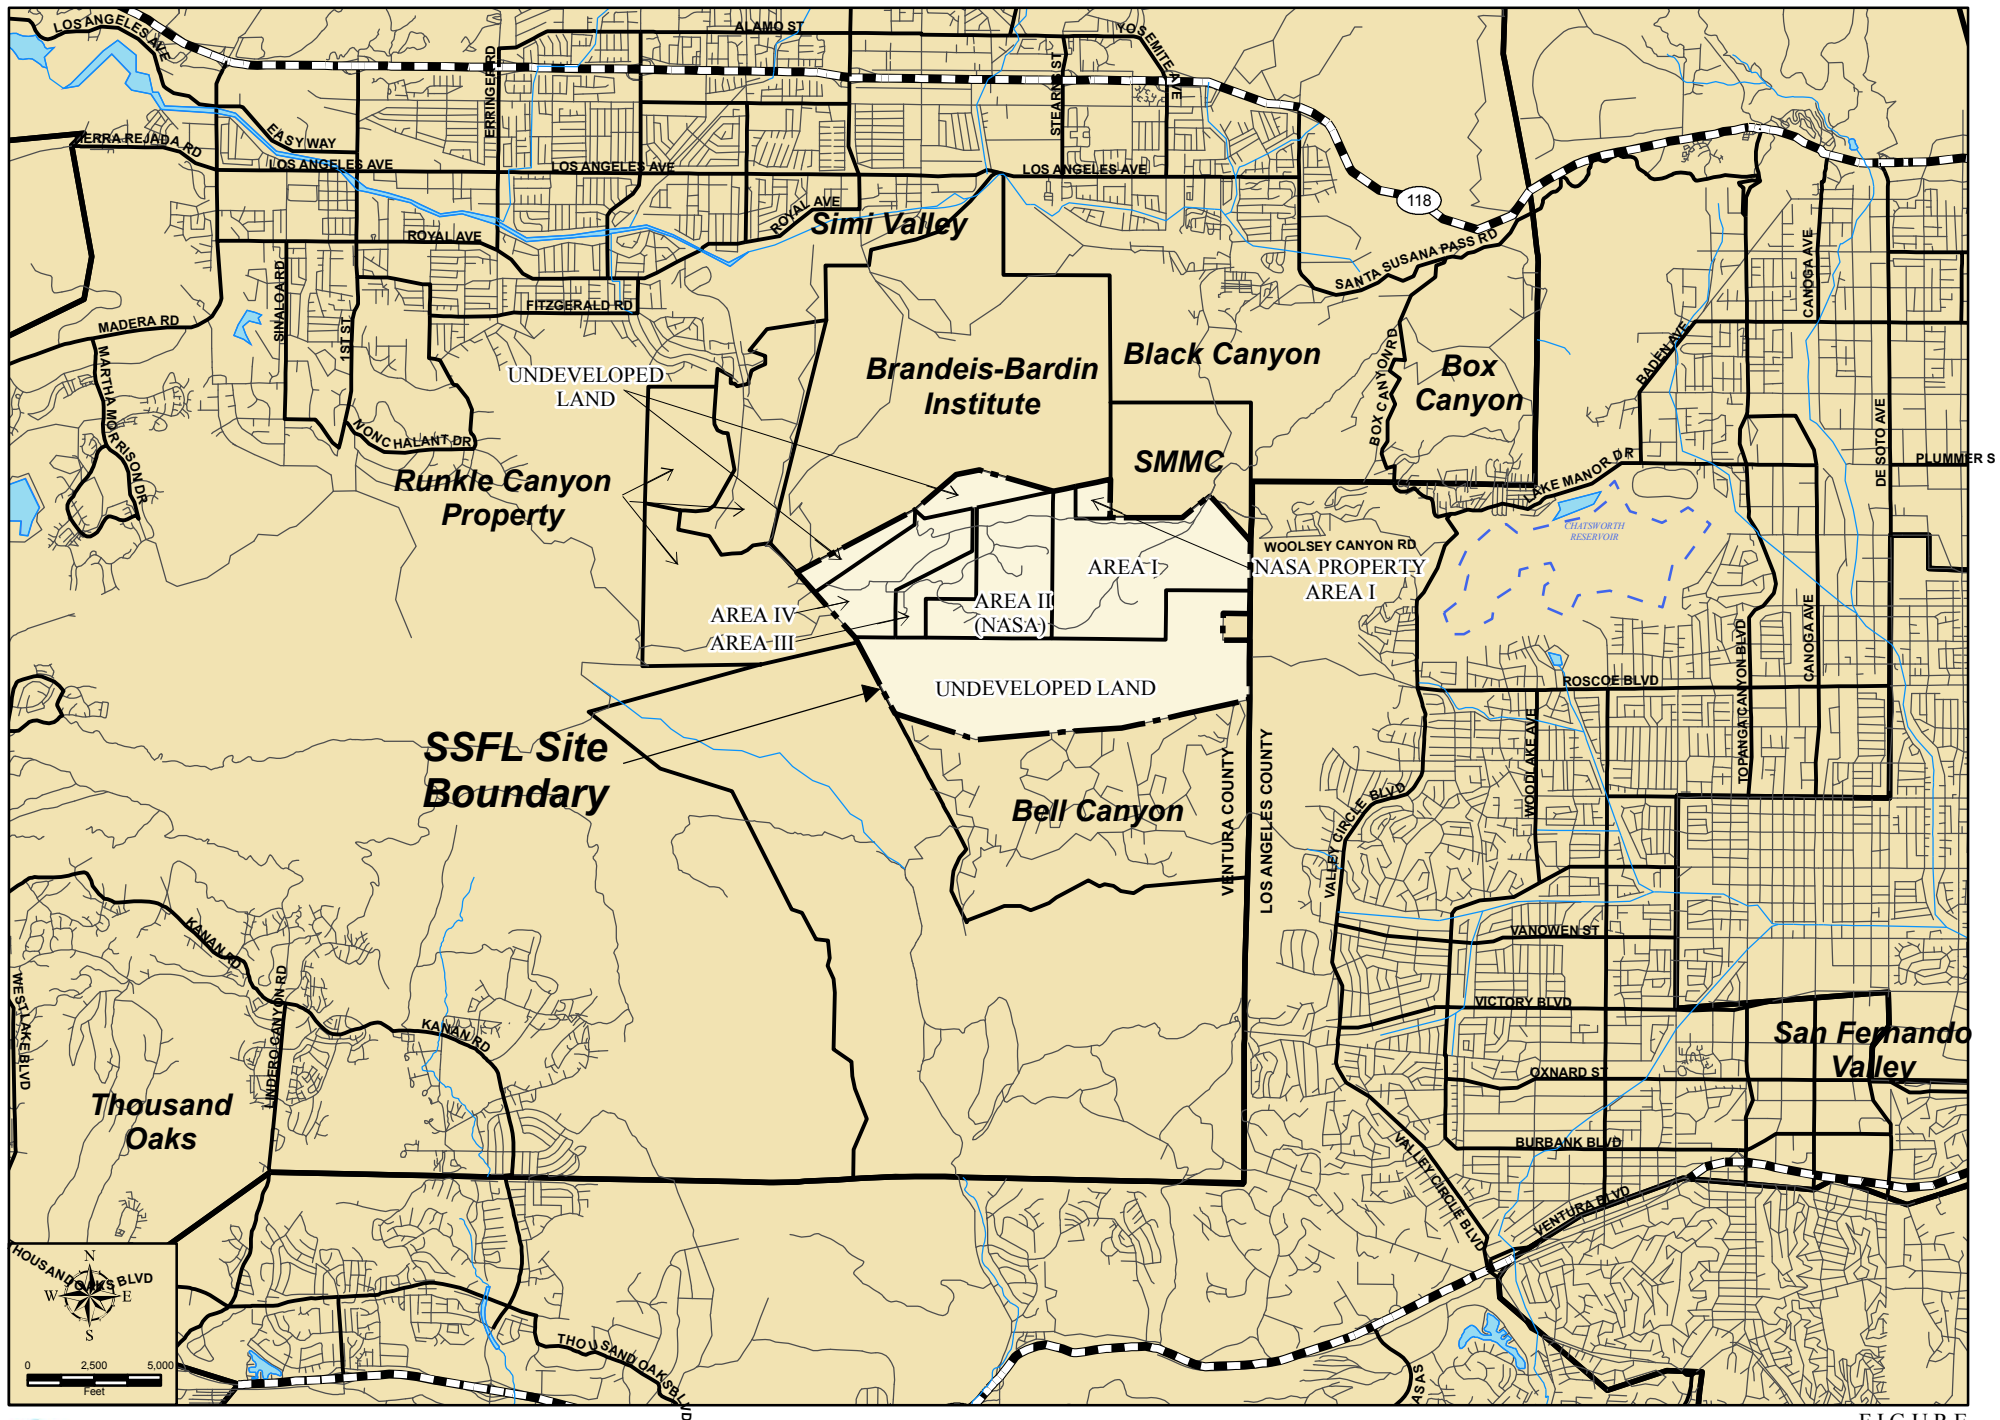 LOS ANGELES AVE
ALAMO ST
YOSEMITE AVE
ERRINGER RD
STEARNS ST
EASY WAY
TIERRA REJADA RD
LOS ANGELES AVE
LOS ANGELES AVE
LOS ANGELES AVE
118
ROYAL AVE
Simi Valley
ROYAL AVE
SANTA SUSANA PASS RD
CANOGA AVE
SINALOA RD
FITZGERALD RD
MADERA RD
1ST ST
MARTHA MORRISON DR
Black Canyon
BOX CANYON RD
Box
Canyon
BADEN AVE
Brandeis-Bardin
Institute
UNDEVELOPED
LAND
NONCHALANT DR
DE SOTO AVE
PLUMMER S
SMMC
LAKE MANOR DR
Runkle Canyon
Property
CHATSWORTH
RESERVOIR
WOOLSEY CANYON RD
AREA I
NASA PROPERTY
AREA I
AREA IV
AREA II
(NASA)
AREA III
TOPANGA CANYON BLVD
CANOGA AVE
ROSCOE BLVD
UNDEVELOPED LAND
WOODLAKE AVE
SSFL Site
Boundary
VENTURA COUNTY
LOS ANGELES COUNTY
VALLEY CIRCLE BLVD
Bell Canyon
KANAN RD
VANOWEN ST
WESTLAKE BLVD
LINDERO CANYON RD
VICTORY BLVD
KANAN RD
San Fernando
Valley
OXNARD ST
Thousand
Oaks
BURBANK BLVD
VALLEY CIRCLE BLVD
VENTURA BLVD
HOUSAND OAKS BLVD
N
W
E
S
THOUSAND OAKS BLVD
ASAS
0 2,500 5,000
Feet
FIGURE